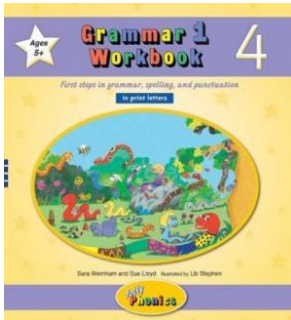 Ages
5+
Grammar 1
Workbook
4
First steps in grammar, spelling, and punctuation
in print letters
Sara Wernham and Sue Lloyd Illustrated by Lib Stephen
Jolly
Phonics